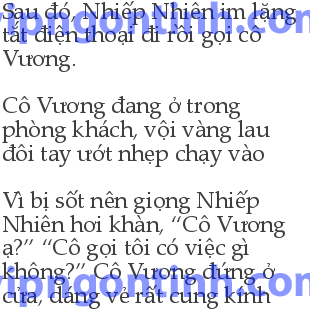 Sau đó, Nhiếp Nhiên im lặng
tắt điện thoại đi rồi gọi cô
Vương.
Cô Vương đang ở trong
phòng khách, vội vàng lau
đôi tay ướt nhẹp chạy vào
Vì bị sốt nên giọng Nhiếp
Nhiên hơi khàn, “Cô Vương
ạ?” “Cô gọi tôi có việc gì
không?” Cô Vương đứng ở
cửa, dáng vẻ rất cung kính
vipngontinh.com